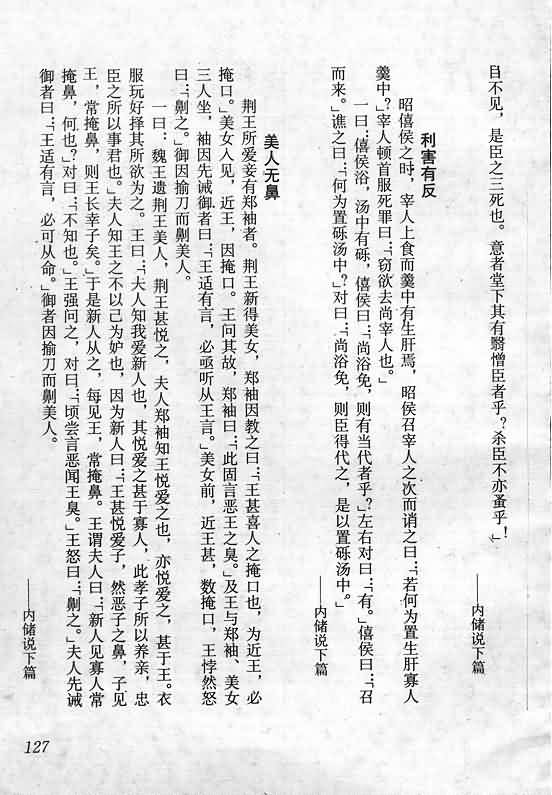 目不见，是臣之三死也。意者堂下其有翳憎臣者乎？杀臣不亦蚤乎！”
——内储说下篇
利害有反
昭僖侯之时，宰人上食而羹中有生肝焉，昭侯召宰人之次而诮之曰：“若何为置生肝寡人
羹中？”宰人顿首服死罪曰：“窃欲去尚宰人也。”
一曰：僖侯浴，汤中有砾，僖侯曰：“尚浴免，则有当代者乎？”左右对曰：“有。”僖侯曰：“召
而来。”谯之曰：“何为置砾汤中？”对曰：“尚浴免，则臣得代之，是以置砾汤中。”
——内储说下篇
美人无鼻
荆王所爱妾有郑袖者。荆王新得美女，郑袖因教之曰：“王甚喜人之掩口也，为近王，必
掩口。”美女入见，近王，因掩口。王问其故，郑袖曰：“此固言恶王之臭。”及王与郑袖、美女
三人坐，袖因先诫御者曰：“王适有言，必亟听从王言。”美女前，近王甚，数掩口，王悖然怒
曰：“劓之。”御因揄刀而劓美人。
一曰：魏王遗荆王美人，荆王甚悦之，夫人郑袖知王悦爱之也，亦悦爱之，甚于王。衣
服玩好择其所欲为之。王曰：“夫人知我爱新人也，其悦爱之甚于寡人，此孝子所以养亲，忠
臣之所以事君也。”夫人知王之不以己为妒也，因为新人曰：“王甚悦爱子，然恶子之鼻，子见
王，常掩鼻，则王长幸子矣。”于是新人从之，每见王，常掩鼻。王谓夫人曰：“新人见寡人常
掩鼻，何也？”对曰：“不知也。”王强问之，对曰：“顷尝言恶闻王臭。”王怒曰：“劓之。”夫人先诫
御者曰：“王适有言，必可从命。”御者因揄刀而劓美人。
——内储说下篇
127